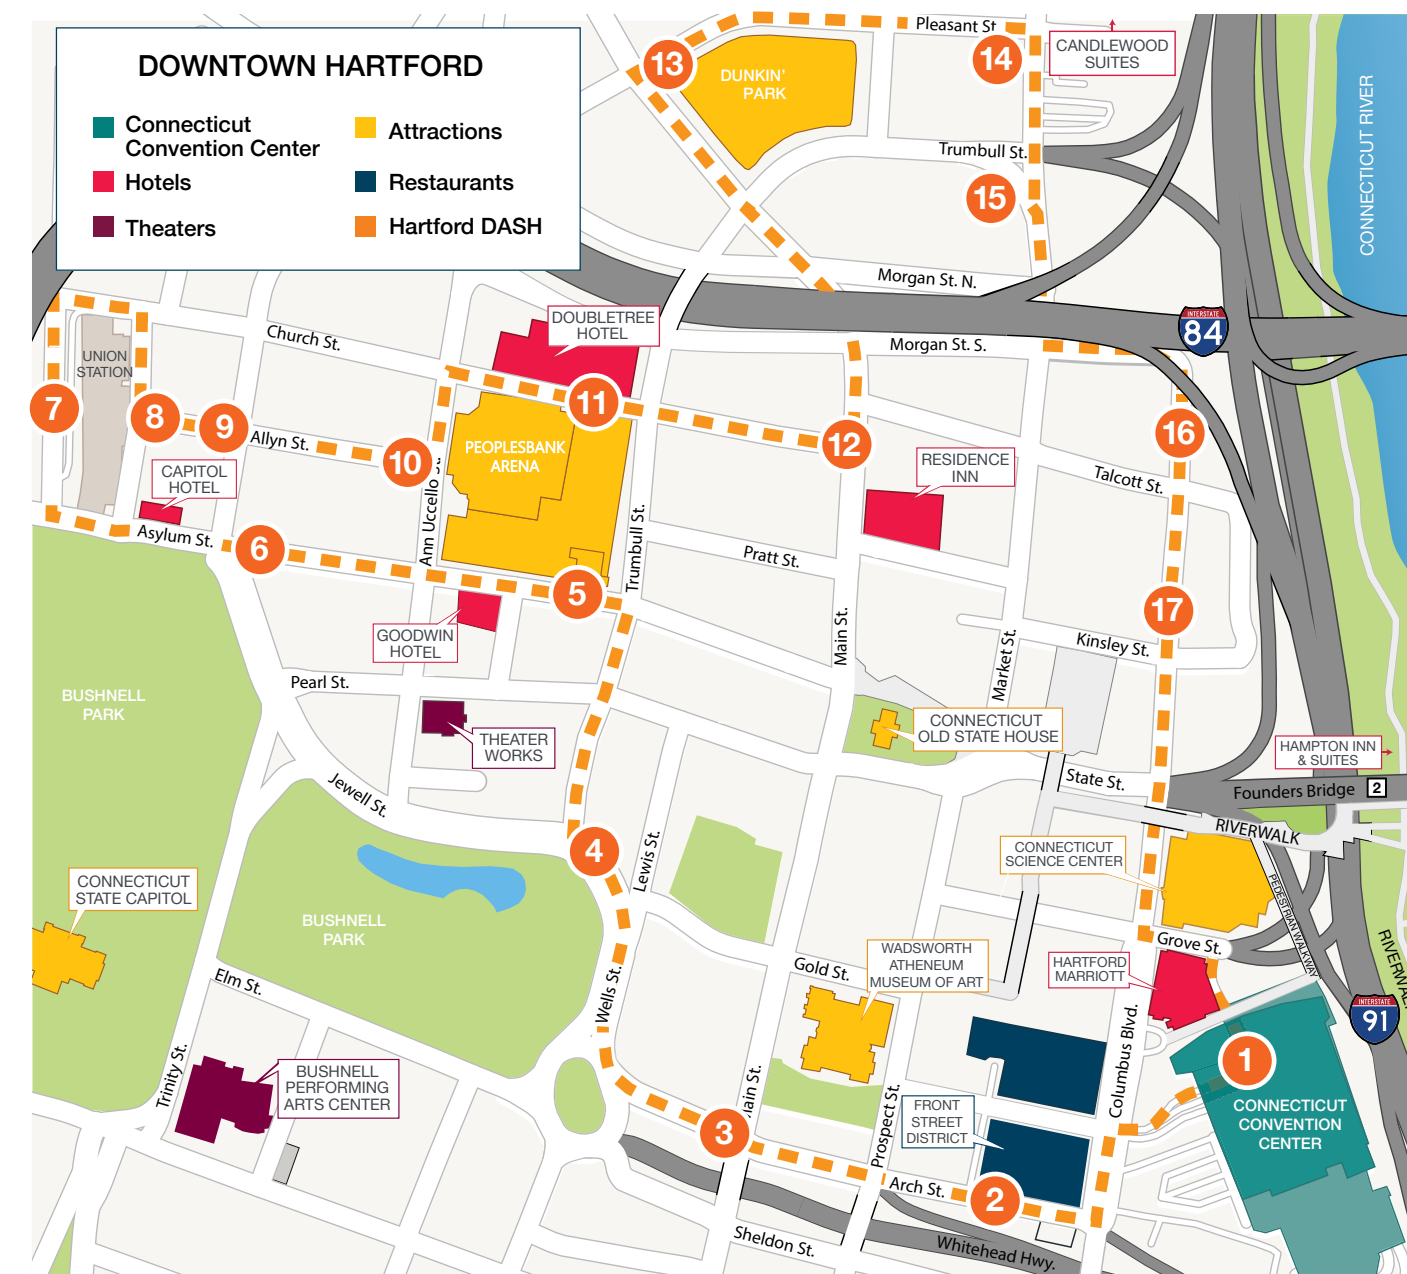 DOWNTOWN HARTFORD
Connecticut
Convention Center
Hotels
Theaters
Attractions
Restaurants
Hartford DASH
13
Pleasant St
14
CANDLEWOOD
SUITES
DUNKIN'
PARK
CONNECTICUT RIVER
Trumbull St.
15
Morgan St. N.
DOUBLETREE
HOTEL
INTERSTATE
84
Church St.
Morgan St. S.
UNION
STATION
7
8
9
Allyn St.
10
11
12
16
PEOPLESBANK
ARENA
RESIDENCE
INN
CAPITOL
HOTEL
Talcott St.
Ann Uccello St.
Trumbull St.
Asylum St.
6
Pratt St.
5
17
GOODWIN
HOTEL
Main St.
Market St.
Kinsley St.
Pearl St.
BUSHNELL
PARK
THEATER
WORKS
CONNECTICUT
OLD STATE HOUSE
HAMPTON INN
& SUITES
State St.
Founders Bridge
2
Jewell St.
RIVERWALK
4
Lewis St.
CONNECTICUT
SCIENCE CENTER
PEDESTRIAN WALKWAY
CONNECTICUT
STATE CAPITOL
BUSHNELL
PARK
Grove St.
RIVERWAL
WADSWORTH
ATHENEUM
MUSEUM OF ART
HARTFORD
MARRIOTT
Gold St.
Elm St.
Wells St.
INTERSTATE
91
Columbus Blvd.
1
Trinity St.
BUSHNELL
PERFORMING
ARTS CENTER
Main St.
Prospect St.
FRONT
STREET
DISTRICT
CONNECTICUT
CONVENTION
CENTER
3
Arch St.
2
Sheldon St.
Whitehead Hwy.